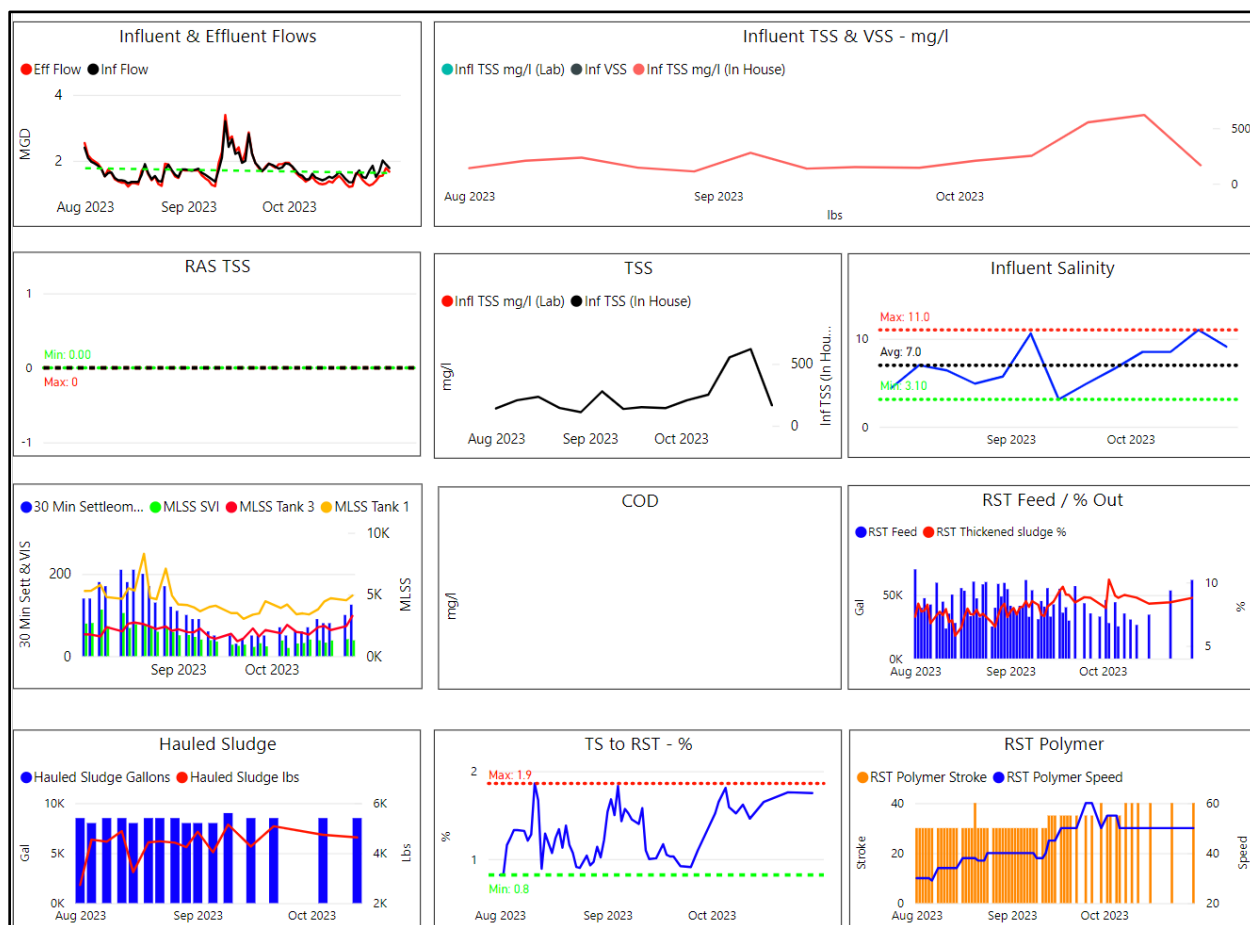 Influent & Effluent Flows
Eff Flow Inf Flow
4
2
MGD
Aug 2023 Sep 2023 Oct 2023
Influent TSS & VSS - mg/l
Infl TSS mg/l (Lab) Inf VSS Inf TSS mg/l (In House)
500
0
Aug 2023 Sep 2023 Oct 2023
lbs
RAS TSS
1
Min: 0.00
0
Max: 0
-1
TSS
Infl TSS mg/l (Lab) Inf TSS (In House)
mg/l
500
0
Inf TSS (In Hou...
Aug 2023 Sep 2023 Oct 2023
Influent Salinity
Max: 11.0
10
Avg: 7.0
Min: 3.10
0
Sep 2023 Oct 2023
30 Min Settleom... MLSS SVI MLSS Tank 3 MLSS Tank 1
30 Min Sett & VIS
200
0
10K
5K
0K
MLSS
Sep 2023 Oct 2023
COD
mg/l
RST Feed / % Out
RST Feed RST Thickened sludge %
Gal
50K
0K
10
5
%
Aug 2023 Sep 2023 Oct 2023
Hauled Sludge
Hauled Sludge Gallons Hauled Sludge lbs
10K
5K
0K
Gal
6K
4K
2K
Lbs
Aug 2023 Sep 2023 Oct 2023
TS to RST - %
2
Max: 1.9
%
1
Min: 0.8
Aug 2023 Sep 2023 Oct 2023
RST Polymer
RST Polymer Stroke RST Polymer Speed
40
20
0
Stroke
60
40
20
Speed
Aug 2023 Sep 2023 Oct 2023